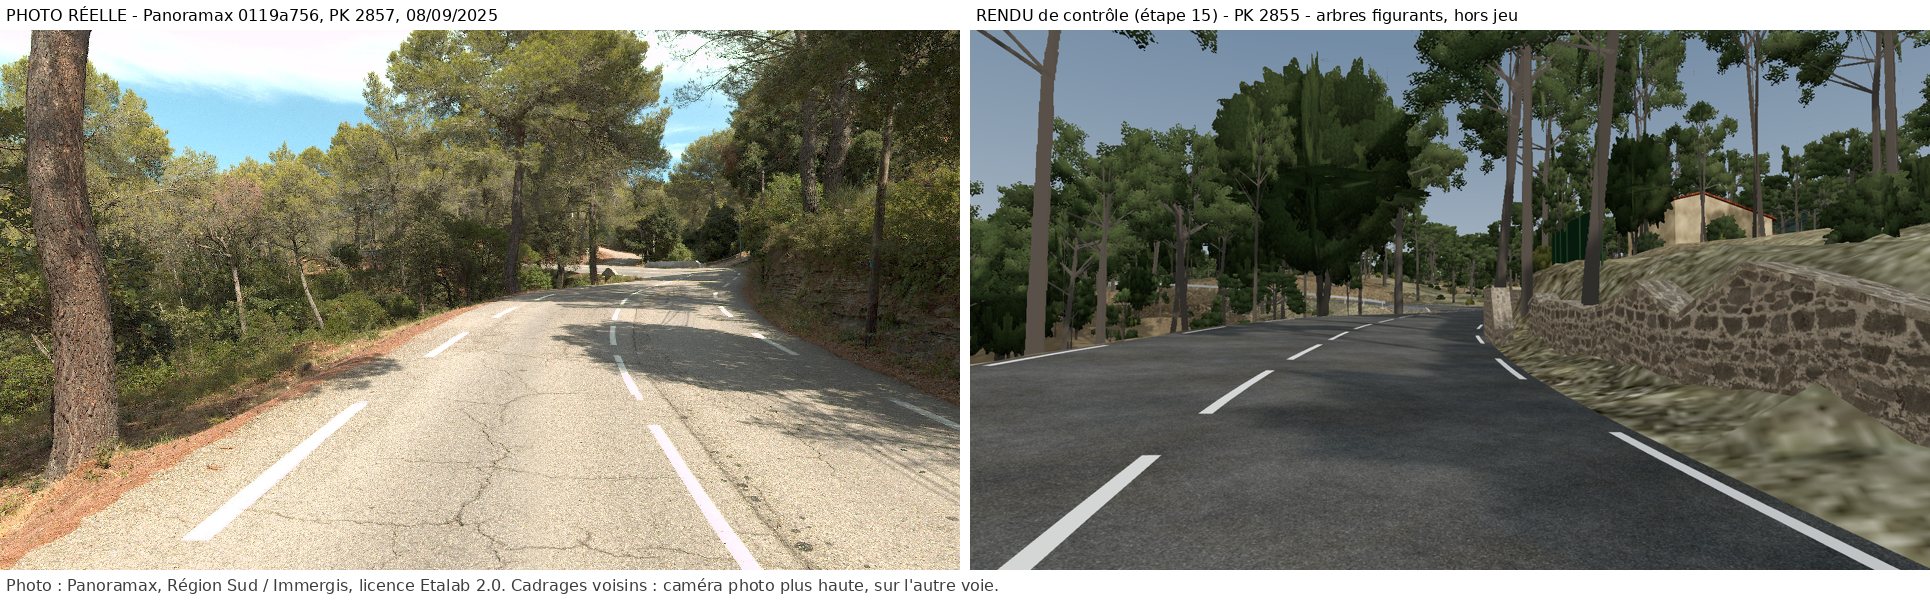 PHOTO RÉELLE - Panoramax 0119a756, PK 2857, 08/09/2025
RENDU de contrôle (étape 15) - PK 2855 - arbres figurants, hors jeu
Photo : Panoramax, Région Sud / Immergis, licence Etalab 2.0. Cadrages voisins : caméra photo plus haute, sur l'autre voie.